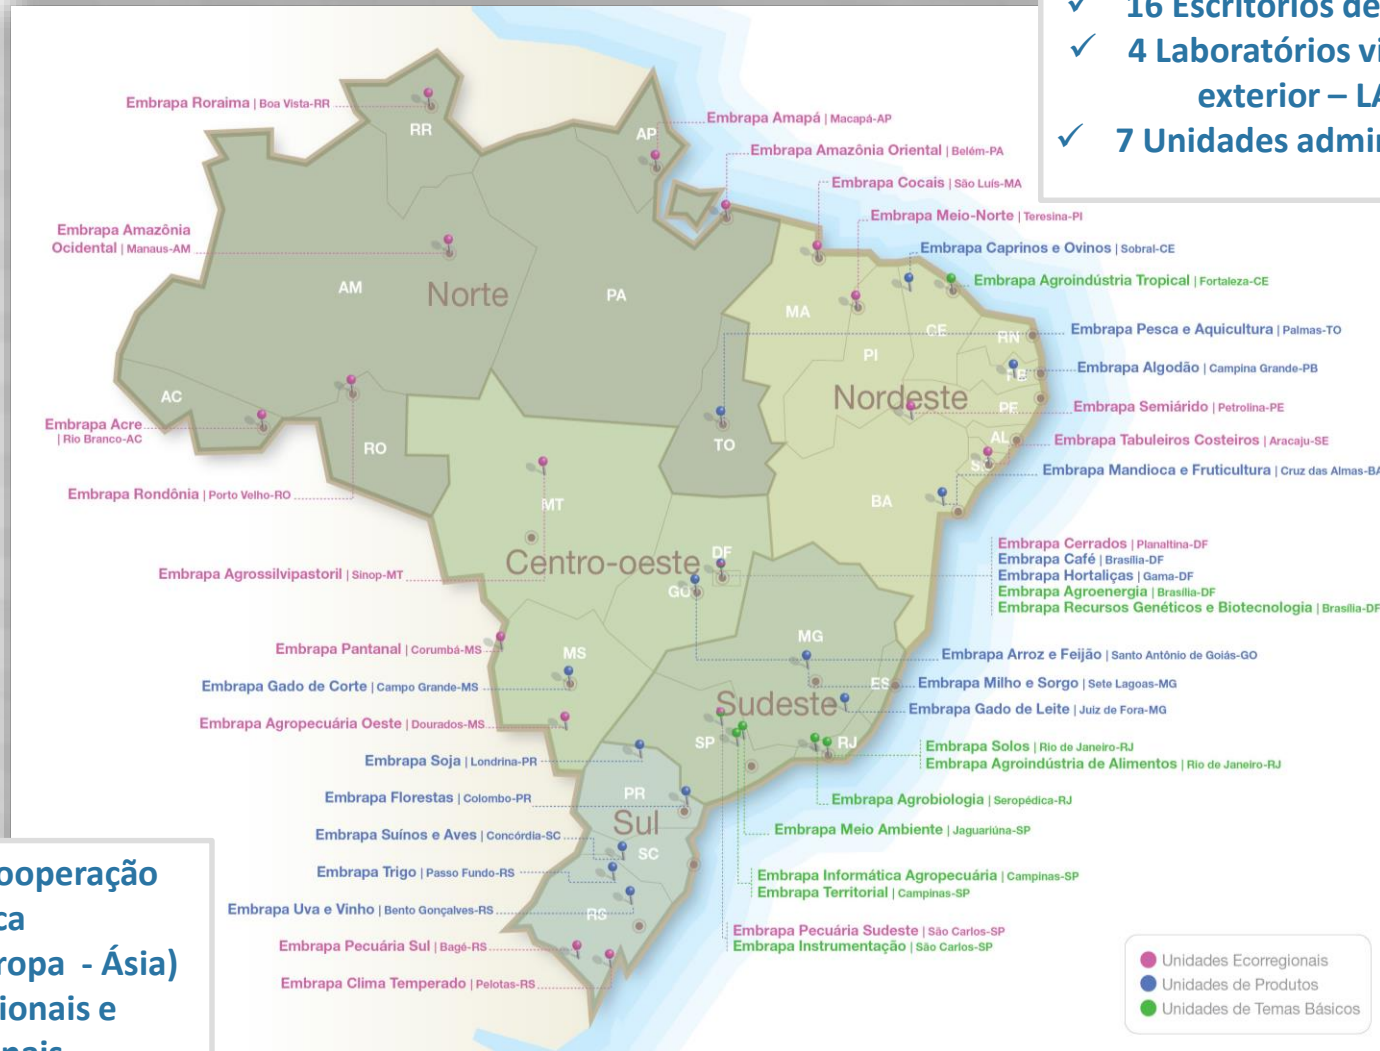 16 Escritórios de
4 Laboratórios
exterior –
7 Unidades
Embrapa Roraima | Boa Vista-RR
RR
AP
Embrapa Amapá | Macapá-AP
Embrapa Amazônia Oriental | Belém-PA
Embrapa Cocais | São Luís-MA
Embrapa Meio-Norte | Teresina-PI
Embrapa Amazônia
Ocidental | Manaus-AM
Embrapa Caprinos e Ovinos | Sobral-CE
Embrapa Agroindústria Tropical | Fortaleza-CE
AM
Norte
PA
MA
CE
RN
PI
Embrapa Pesca e Aquicultura | Palmas-TO
Embrapa Algodão | Campina Grande-PB
AC
Nordeste
PE
Embrapa Semiárido | Petrolina-PE
Embrapa Acre
| Rio Branco-AC
RO
TO
AL
Embrapa Tabuleiros Costeiros | Aracaju-SE
Embrapa Mandioca e Fruticultura | Cruz das Almas-BA
Embrapa Rondônia | Porto Velho-RO
MT
BA
Centro-oeste
DF
GO
Embrapa Cerrados | Planaltina-DF
Embrapa Café | Brasília-DF
Embrapa Hortaliças | Gama-DF
Embrapa Agroenergia | Brasília-DF
Embrapa Recursos Genéticos e Biotecnologia | Brasília-DF
Embrapa Agrossilvipastoril | Sinop-MT
Embrapa Pantanal | Corumbá-MS
MS
MG
Embrapa Arroz e Feijão | Santo Antônio de Goiás-GO
Embrapa Gado de Corte | Campo Grande-MS
ES
Embrapa Milho e Sorgo | Sete Lagoas-MG
Sudeste
Embrapa Gado de Leite | Juiz de Fora-MG
Embrapa Agropecuária Oeste | Dourados-MS
SP
RJ
Embrapa Solos | Rio de Janeiro-RJ
Embrapa Agroindústria de Alimentos | Rio de Janeiro-RJ
Embrapa Soja | Londrina-PR
Embrapa Florestas | Colombo-PR
PR
Embrapa Agrobiologia | Seropédica-RJ
Sul
Embrapa Meio Ambiente | Jaguariúna-SP
Embrapa Suínos e Aves | Concórdia-SC
SC
Embrapa Trigo | Passo Fundo-RS
Embrapa Informática Agropecuária | Campinas-SP
Embrapa Territorial | Campinas-SP
Embrapa Uva e Vinho | Bento Gonçalves-RS
RS
Embrapa Pecuária Sudeste | São Carlos-SP
Embrapa Instrumentação | São Carlos-SP
Embrapa Pecuária Sul | Bagé-RS
Embrapa Clima Temperado | Pelotas-RS
ooperação
ca
ropa - Ásia)
ionais e
Unidades Ecorregionais
Unidades de Produtos
Unidades de Temas Básicos